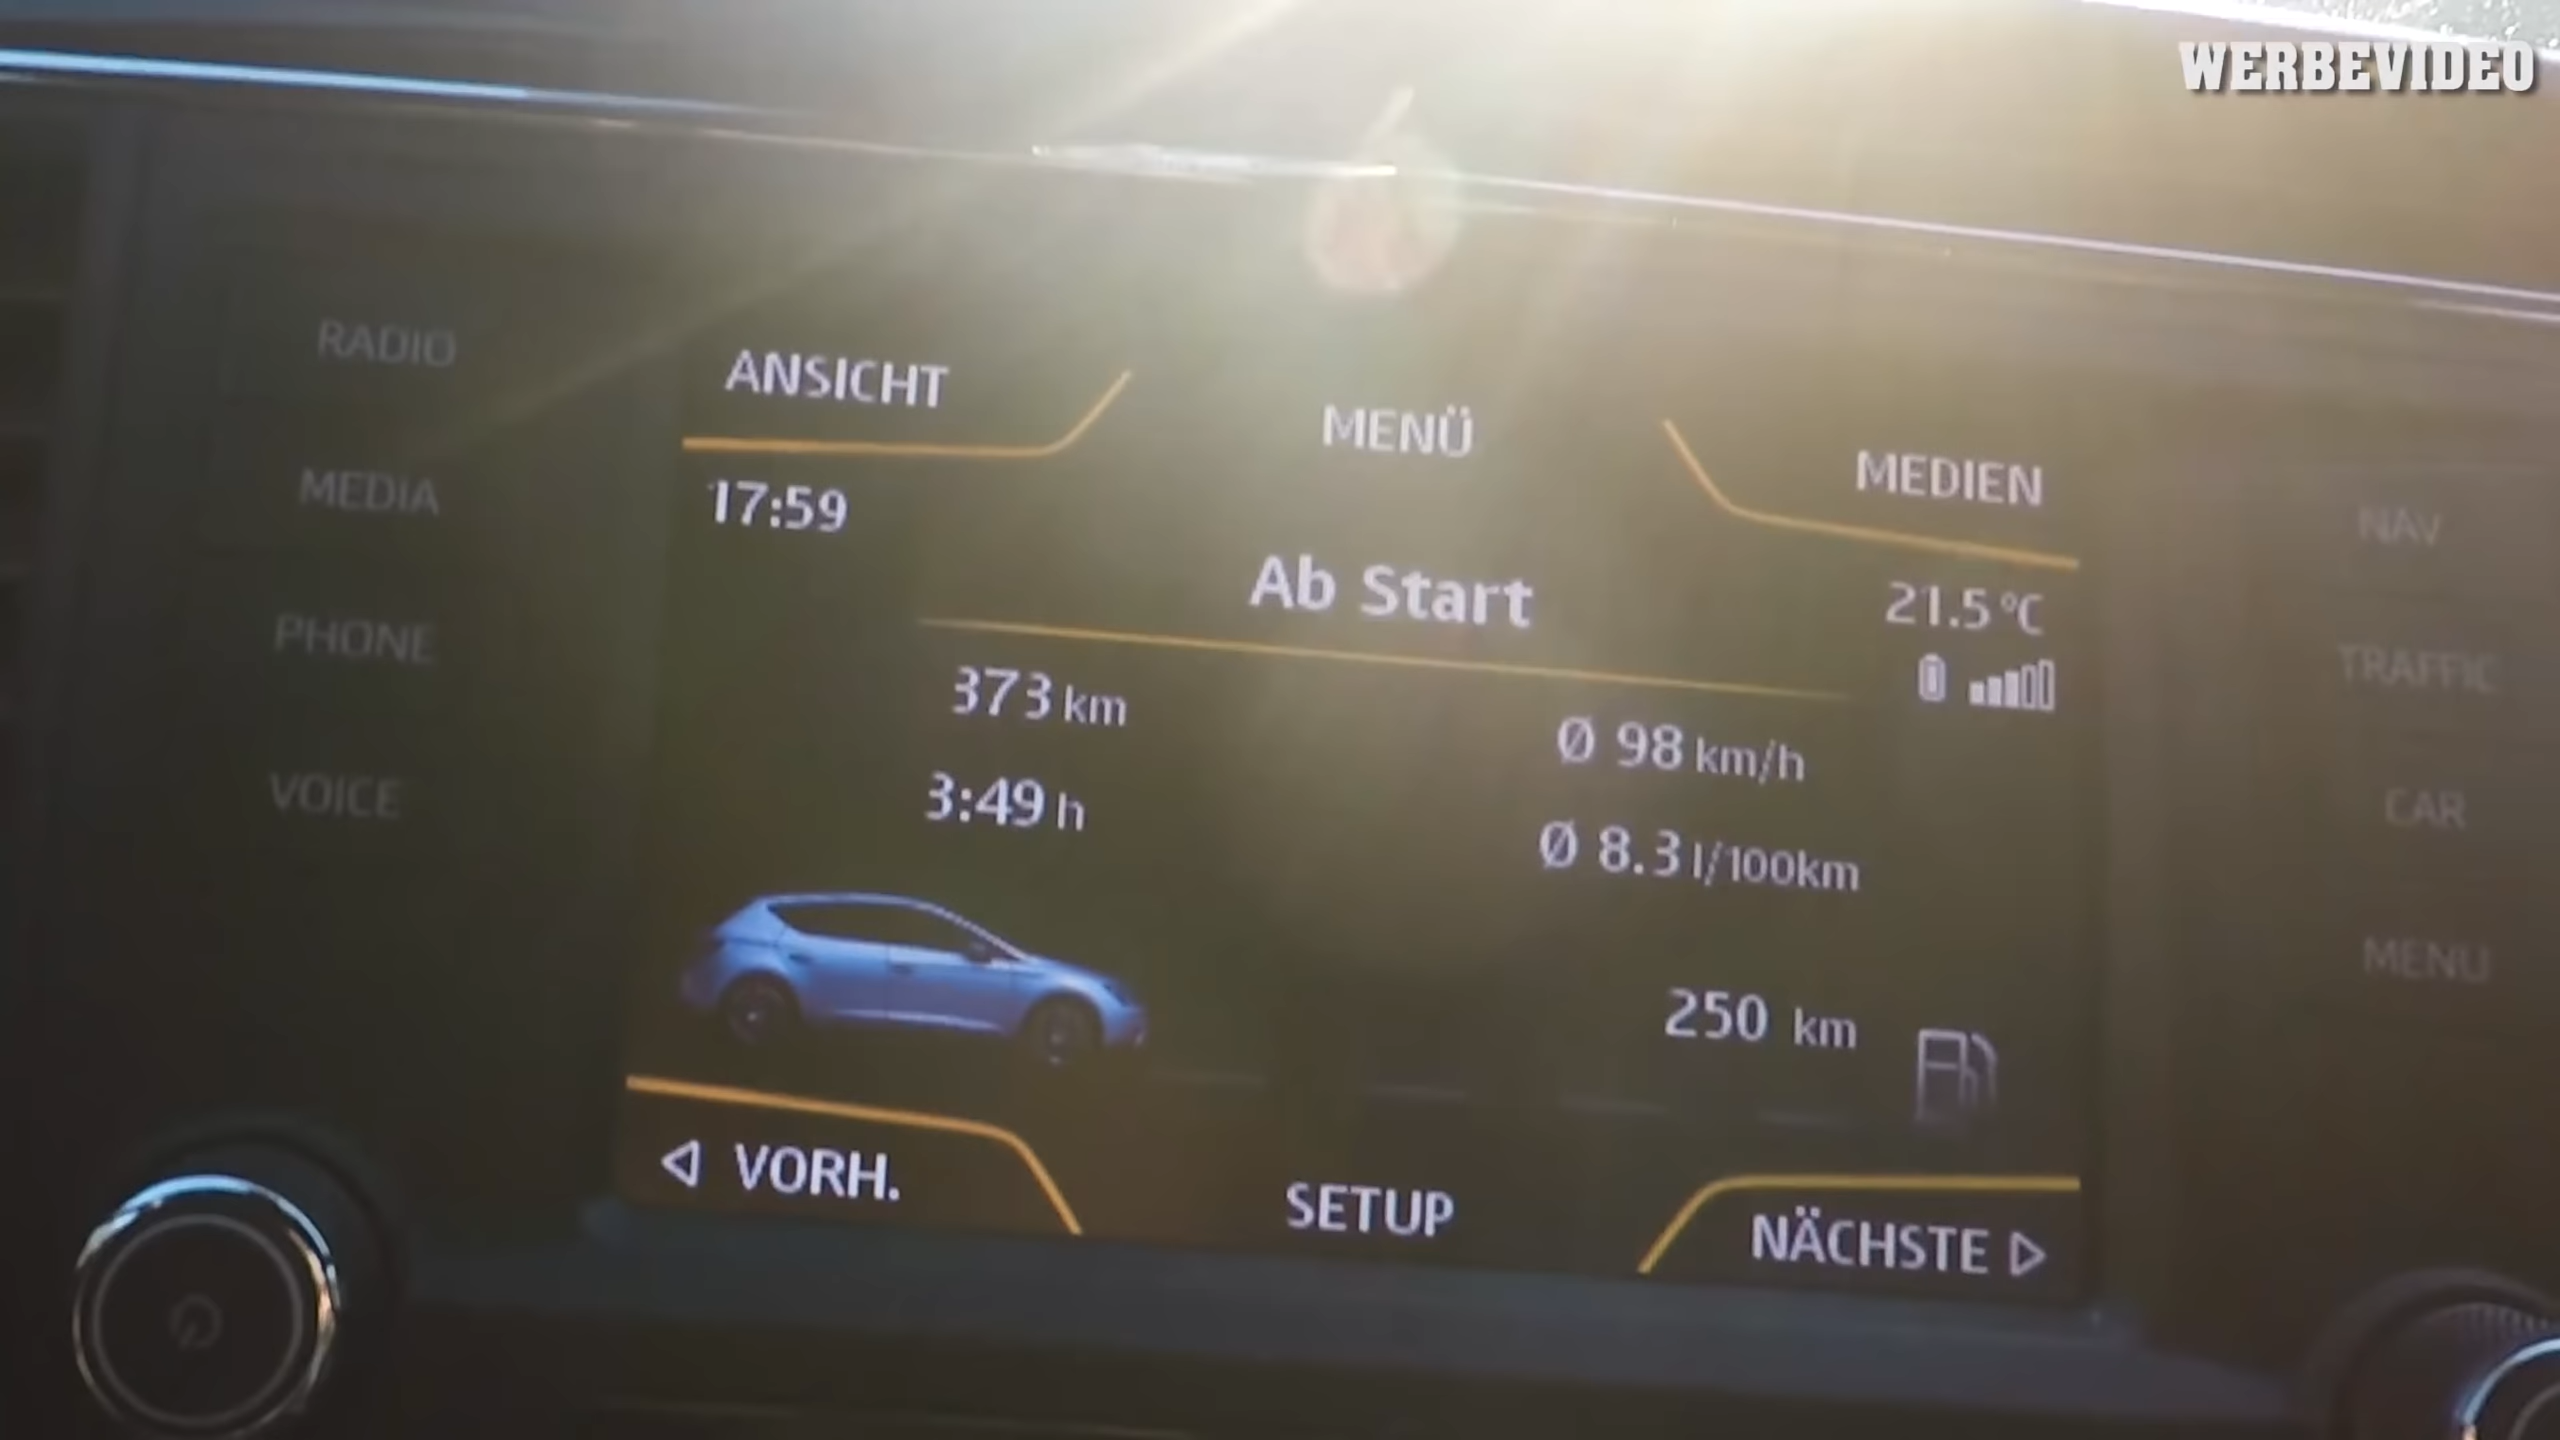 WERBEVIDEO
RADIO
MEDIA
PHONE
VOICE
ANSICHT
MENÜ
MEDIEN
17:59
Ab Start
21.5 °C
373 km
Ø 98 km/h
3:49 h
Ø 8.3 l/100km
250 km
VORH.
SETUP
NÄCHSTE
NAV
TRAFFIC
CAR
MENU